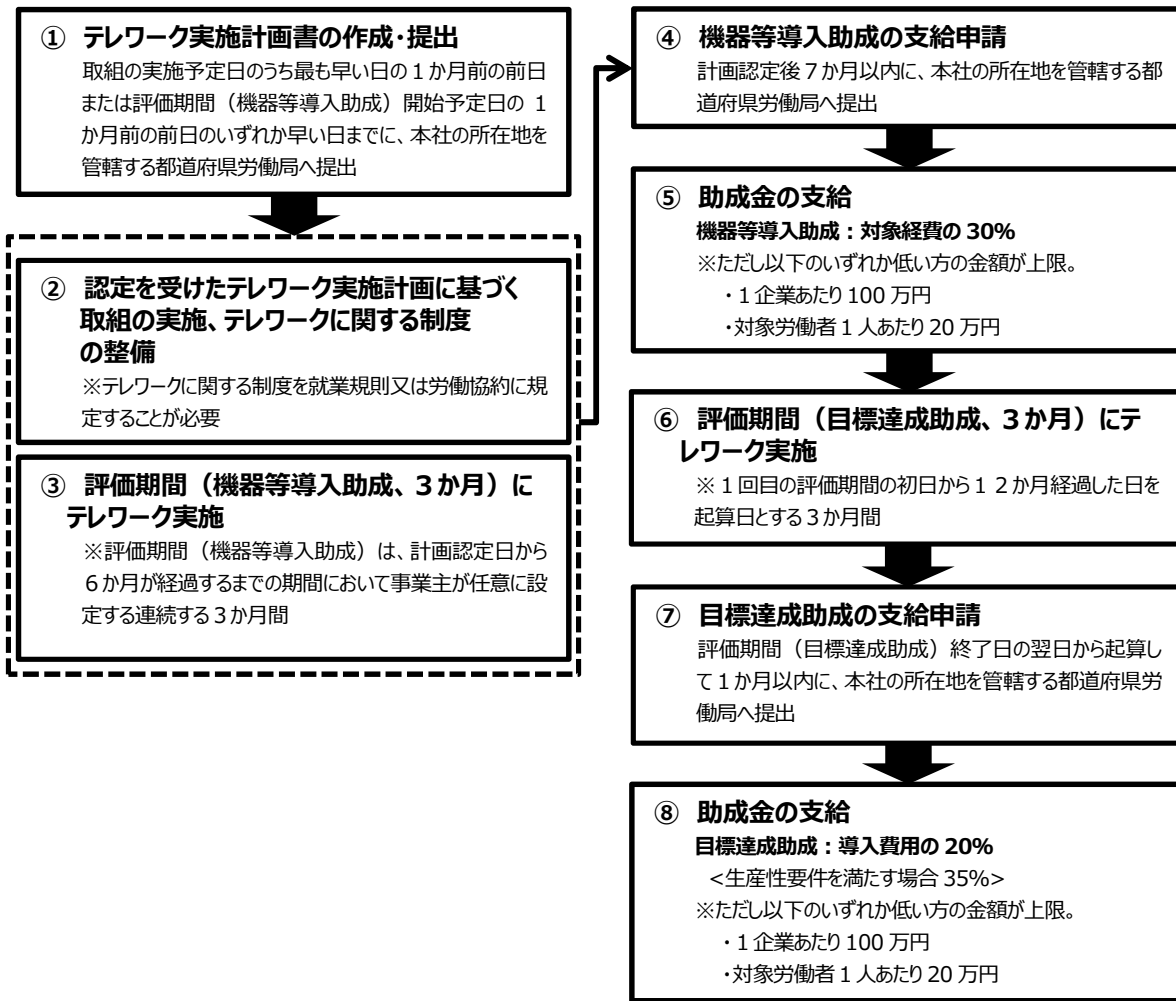 ① テレワーク実施計画書の作成・提出
取組の実施予定日のうち最も早い日の１か月前の前日
または評価期間（機器等導入助成）開始予定日の １
か月前の前日のいずれか早い日までに、本社の所在地を
管轄する都道府県労働局へ提出
② 認定を受けたテレワーク実施計画に基づく
取組の実施、テレワークに関する制度
の整備
※テレワークに関する制度を就業規則又は労働協約に規
定することが必要
③ 評価期間（機器等導入助成、３か月）に
テレワーク実施
※評価期間（機器等導入助成）は、計画認定日から
６か月が経過するまでの期間において事業主が任意に設
定する連続する３か月間
④ 機器等導入助成の支給申請
計画認定後７か月以内に、本社の所在地を管轄する都
道府県労働局へ提出
⑤ 助成金の支給
機器等導入助成：対象経費の 30%
※ただし以下のいずれか低い方の金額が上限。
・１企業あたり 100 万円
・対象労働者１人あたり 20 万円
⑥ 評価期間（目標達成助成、３か月）にテ
レワーク実施
※１回目の評価期間の初日から１２か月経過した日を
起算日とする３か月間
⑦ 目標達成助成の支給申請
評価期間（目標達成助成）終了日の翌日から起算し
て１か月以内に、本社の所在地を管轄する都道府県労
働局へ提出
⑧ 助成金の支給
目標達成助成：導入費用の 20%
<生産性要件を満たす場合 35%>
※ただし以下のいずれか低い方の金額が上限。
・１企業あたり 100 万円
・対象労働者１人あたり 20 万円